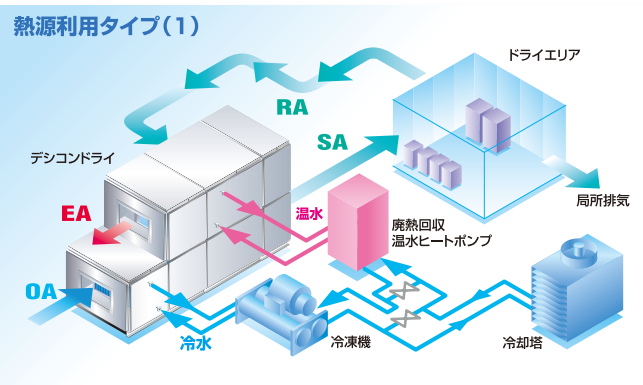 熱源利用タイプ（1）
ドライエリア
RA
SA
デシコンドライ
局所排気
EA
温水
廃熱回収
温水ヒートポンプ
OA
冷水
冷凍機
冷却塔